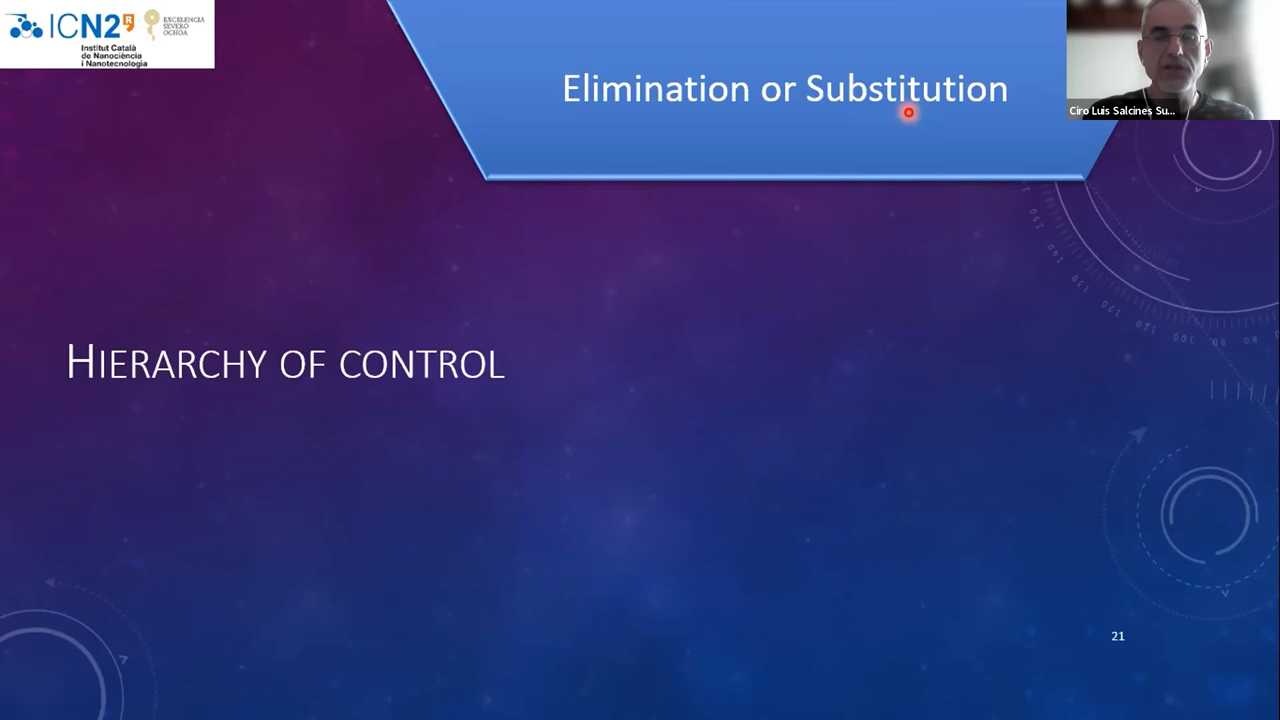 ICN2
Institut Català
de Nanociència
i Nanotecnologia
EXCELENCIA
SEVERO
OCHOA
Elimination or Substitution
Ciro Luis Salcines Su...
HIERARCHY OF CONTROL
21